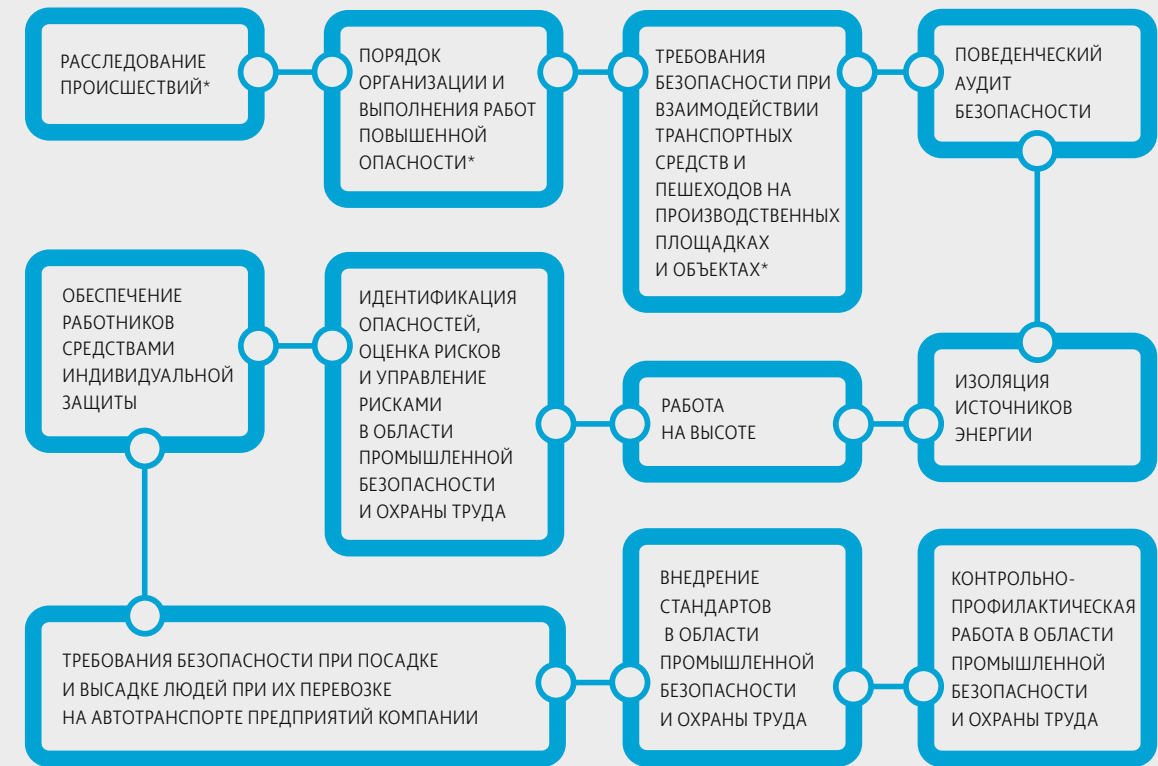 РАССЛЕДОВАНИЕ
ПРОИСШЕСТВИЙ*
ПОРЯДОК
ОРГАНИЗАЦИИ И
ВЫПОЛНЕНИЯ РАБОТ
ПОВЫШЕННОЙ
ОПАСНОСТИ*
ТРЕБОВАНИЯ
БЕЗОПАСНОСТИ ПРИ
ВЗАИМОДЕЙСТВИИ
ТРАНСПОРТНЫХ
СРЕДСТВ И
ПЕШЕХОДОВ НА
ПРОИЗВОДСТВЕННЫХ
ПЛОЩАДКАХ
И ОБЪЕКТАХ*
ПОВЕДЕНЧЕСКИЙ
АУДИТ
БЕЗОПАСНОСТИ
ОБЕСПЕЧЕНИЕ
РАБОТНИКОВ
СРЕДСТВАМИ
ИНДИВИДУАЛЬНОЙ
ЗАЩИТЫ
ИДЕНТИФИКАЦИЯ
ОПАСНОСТЕЙ,
ОЦЕНКА РИСКОВ
И УПРАВЛЕНИЕ
РИСКАМИ
В ОБЛАСТИ
ПРОМЫШЛЕННОЙ
БЕЗОПАСНОСТИ
И ОХРАНЫ ТРУДА
РАБОТА
НА ВЫСОТЕ
ИЗОЛЯЦИЯ
ИСТОЧНИКОВ
ЭНЕРГИИ
ТРЕБОВАНИЯ БЕЗОПАСНОСТИ ПРИ ПОСАДКЕ
И ВЫСАДКЕ ЛЮДЕЙ ПРИ ИХ ПЕРЕВОЗКЕ
НА АВТОТРАНСПОРТЕ ПРЕДПРИЯТИЙ КОМПАНИИ
ВНЕДРЕНИЕ
СТАНДАРТОВ
В ОБЛАСТИ
ПРОМЫШЛЕННОЙ
БЕЗОПАСНОСТИ
И ОХРАНЫ ТРУДА
КОНТРОЛЬНО-
ПРОФИЛАКТИЧЕСКАЯ
РАБОТА В ОБЛАСТИ
ПРОМЫШЛЕННОЙ
БЕЗОПАСНОСТИ
И ОХРАНЫ ТРУДА